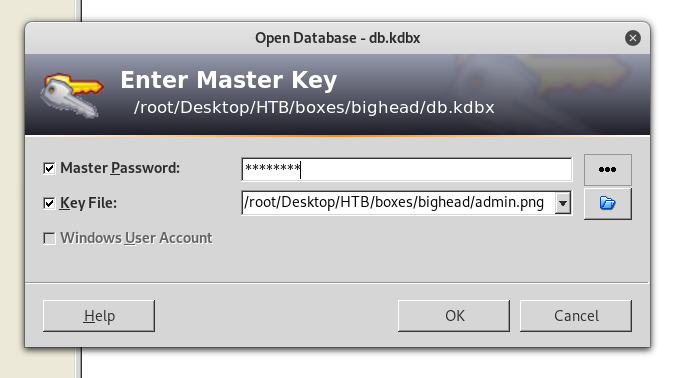 Open Database - db.kdbx
Enter Master Key
/root/Desktop/HTB/boxes/bighead/db.kdbx
Master Password:
********
Key File:
/root/Desktop/HTB/boxes/bighead/admin.png
Windows User Account
Help
OK
Cancel